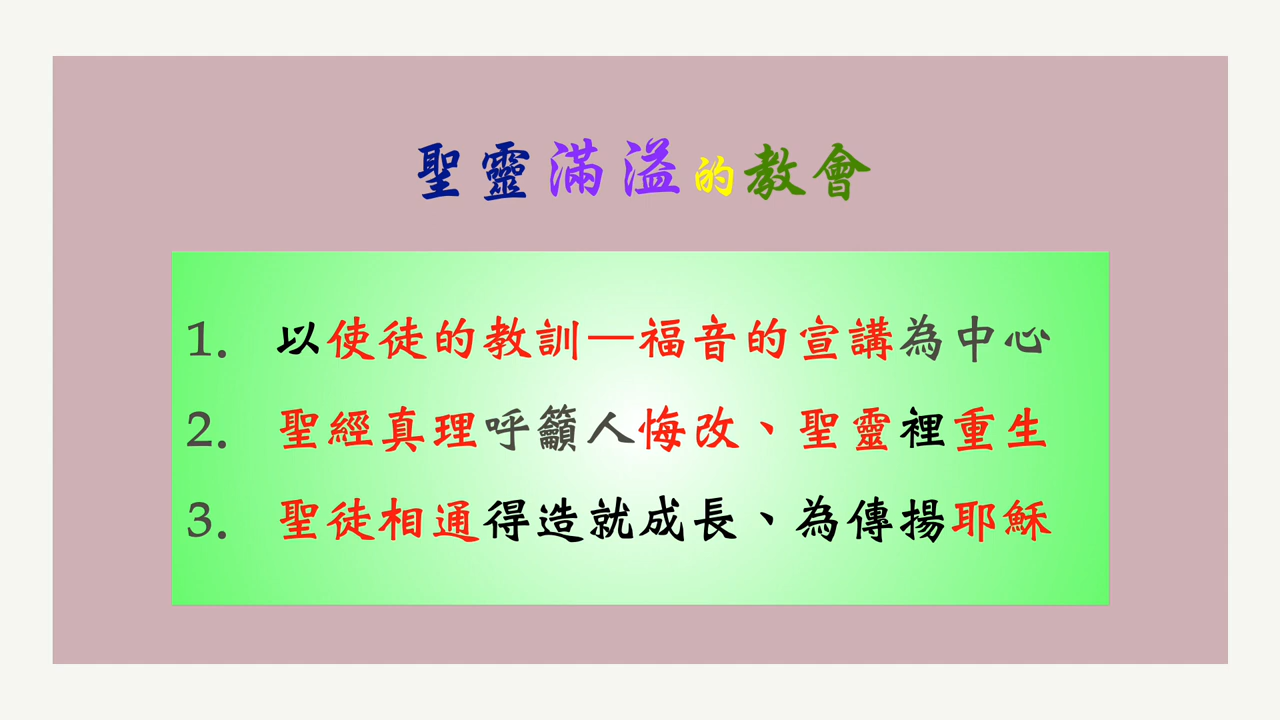 聖靈滿溢的教會
1. 以使徒的教訓—福音的宣講為中心
2. 聖經真理呼籲人悔改、聖靈裡重生
3. 聖徒相通得造就成長、為傳揚耶穌